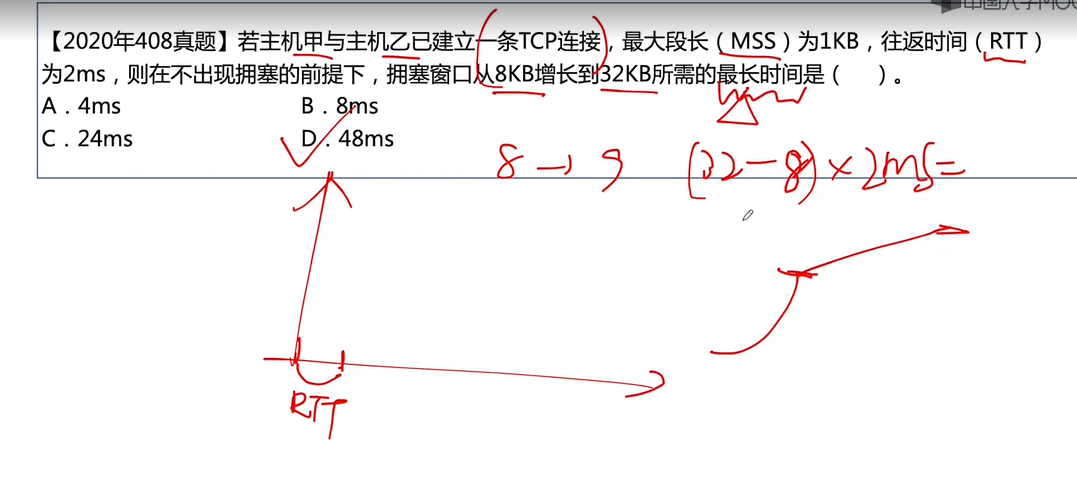 中国大学MOOC
【2020年408真题】若主机甲与主机乙已建立一条TCP连接，最大段长（MSS）为1KB，往返时间（RTT）
为2ms，则在不出现拥塞的前提下，拥塞窗口从8KB增长到32KB所需的最长时间是（　　）。
A．4ms B．8ms
C．24ms D．48ms
8→9 (32-8)×2ms=
RTT